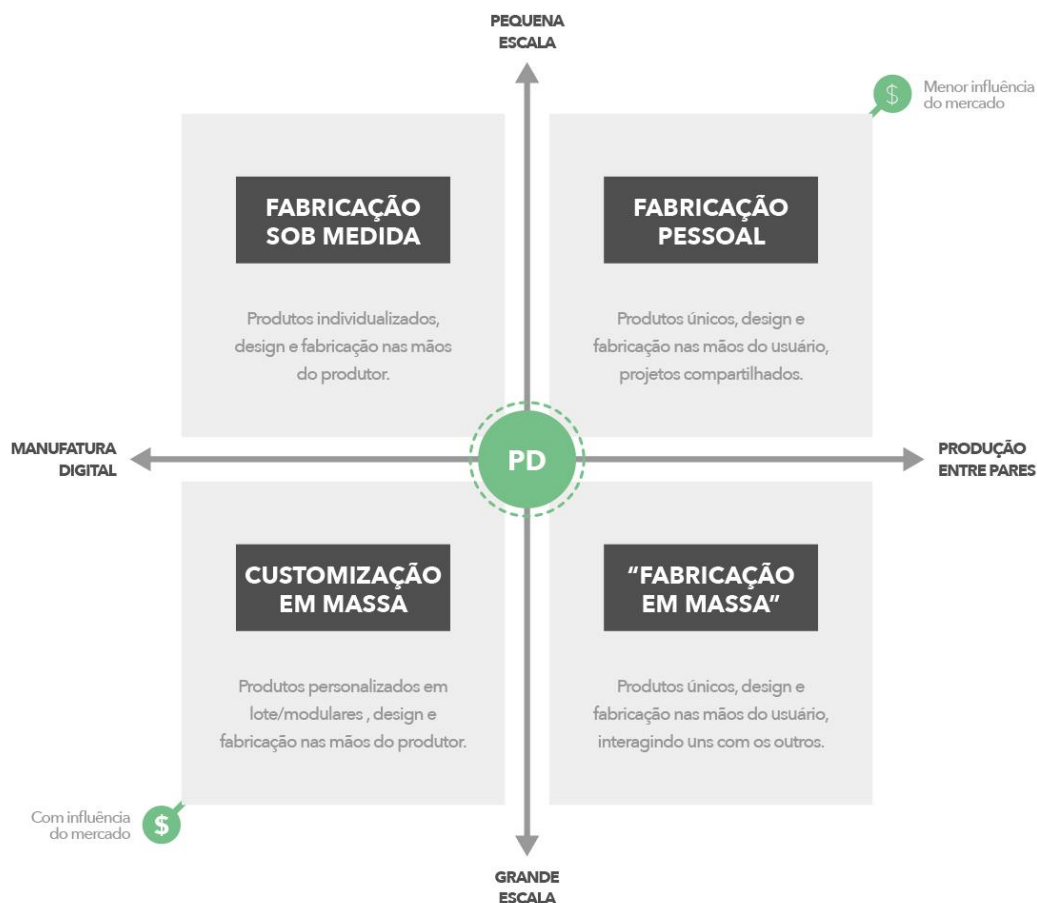 PEQUENA
ESCALA
$
Menor influência
do mercado
FABRICAÇÃO
SOB MEDIDA
Produtos individualizados,
design e fabricação nas mãos
do produtor.
FABRICAÇÃO
PESSOAL
Produtos únicos, design e
fabricação nas mãos do usuário,
projetos compartilhados.
MANUFATURA
DIGITAL
PD
PRODUÇÃO
ENTRE PARES
CUSTOMIZAÇÃO
EM MASSA
Produtos personalizados em
lote/modulares , design e
fabricação nas mãos do produtor.
“FABRICAÇÃO
EM MASSA”
Produtos únicos, design e
fabricação nas mãos do usuário,
interagindo uns com os outros.
Com influência
do mercado
$
GRANDE
ESCALA